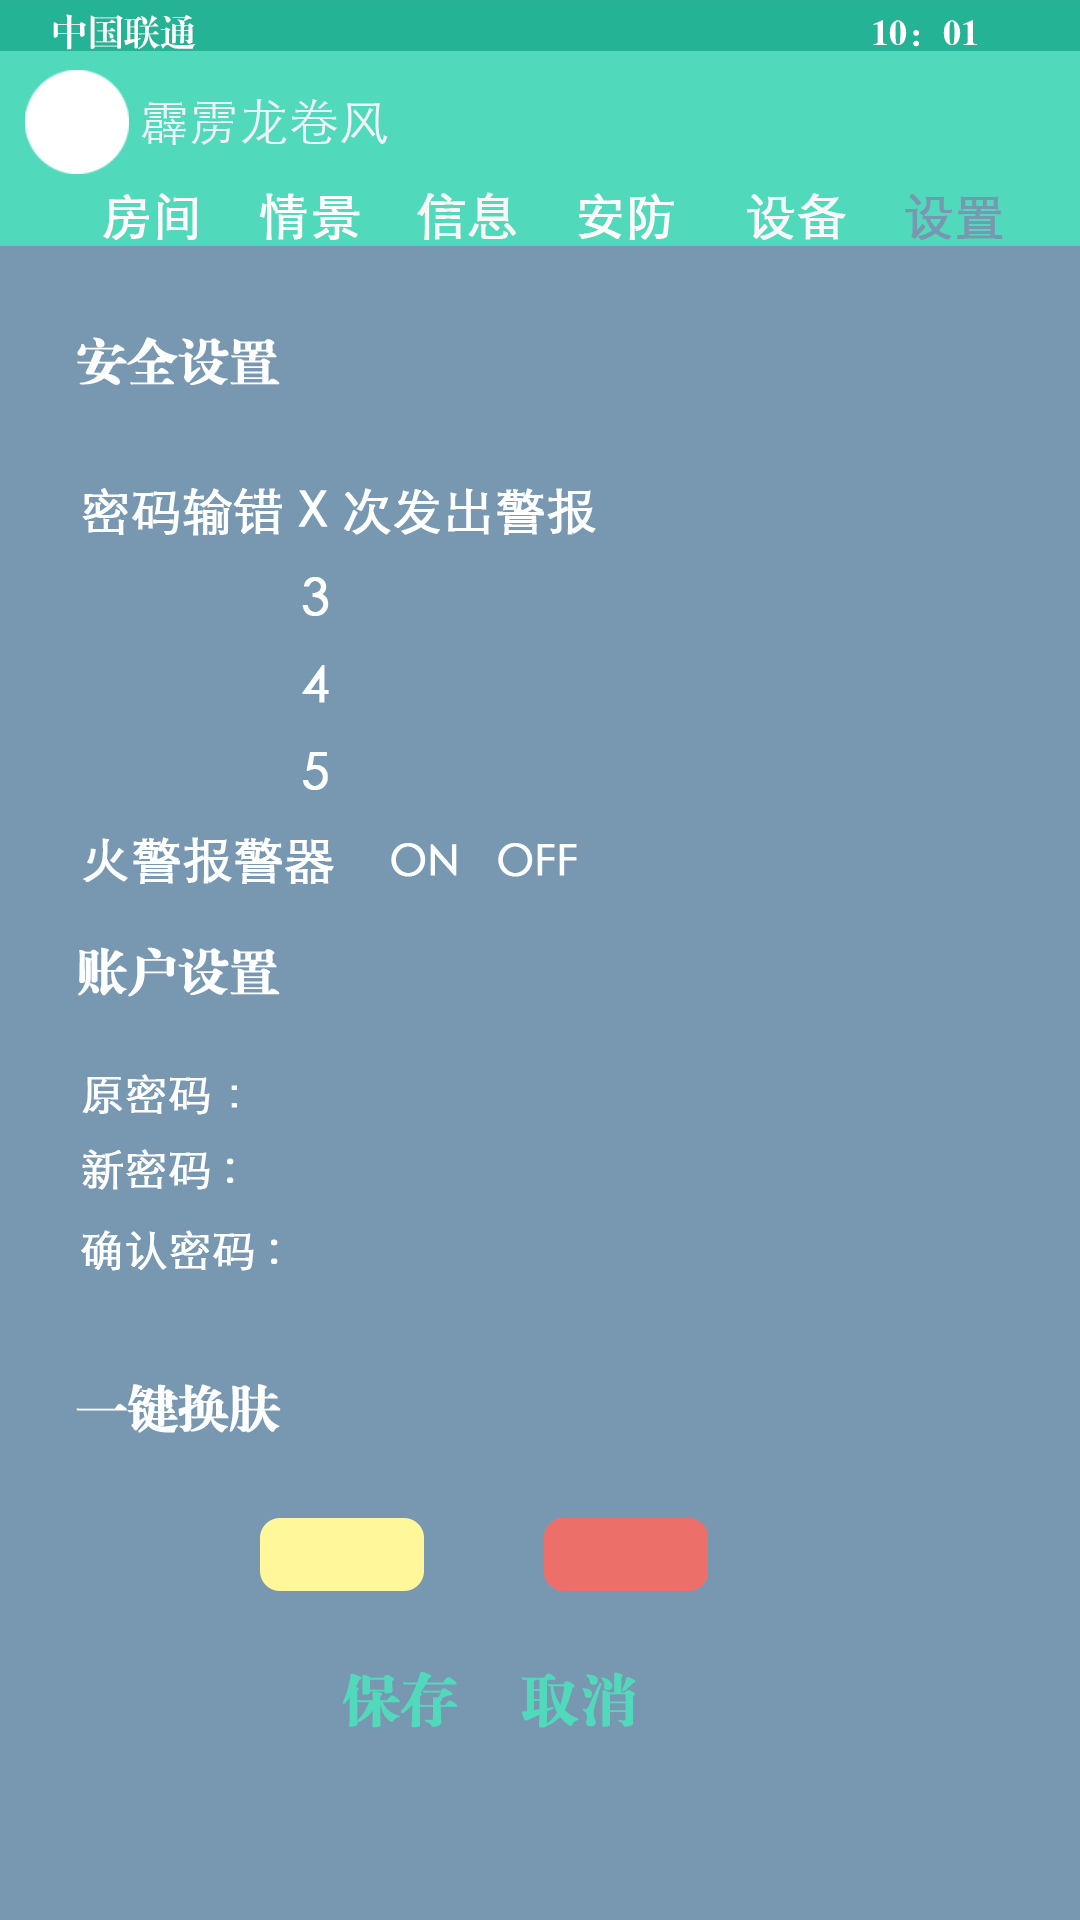 中国联通 10：01
霹雳龙卷风
房间 情景 信息 安防 设备 设置
安全设置
密码输错 X 次发出警报
3
4
5
火警报警器 ON OFF
账户设置
原密码：
新密码：
确认密码：
一键换肤
保存 取消